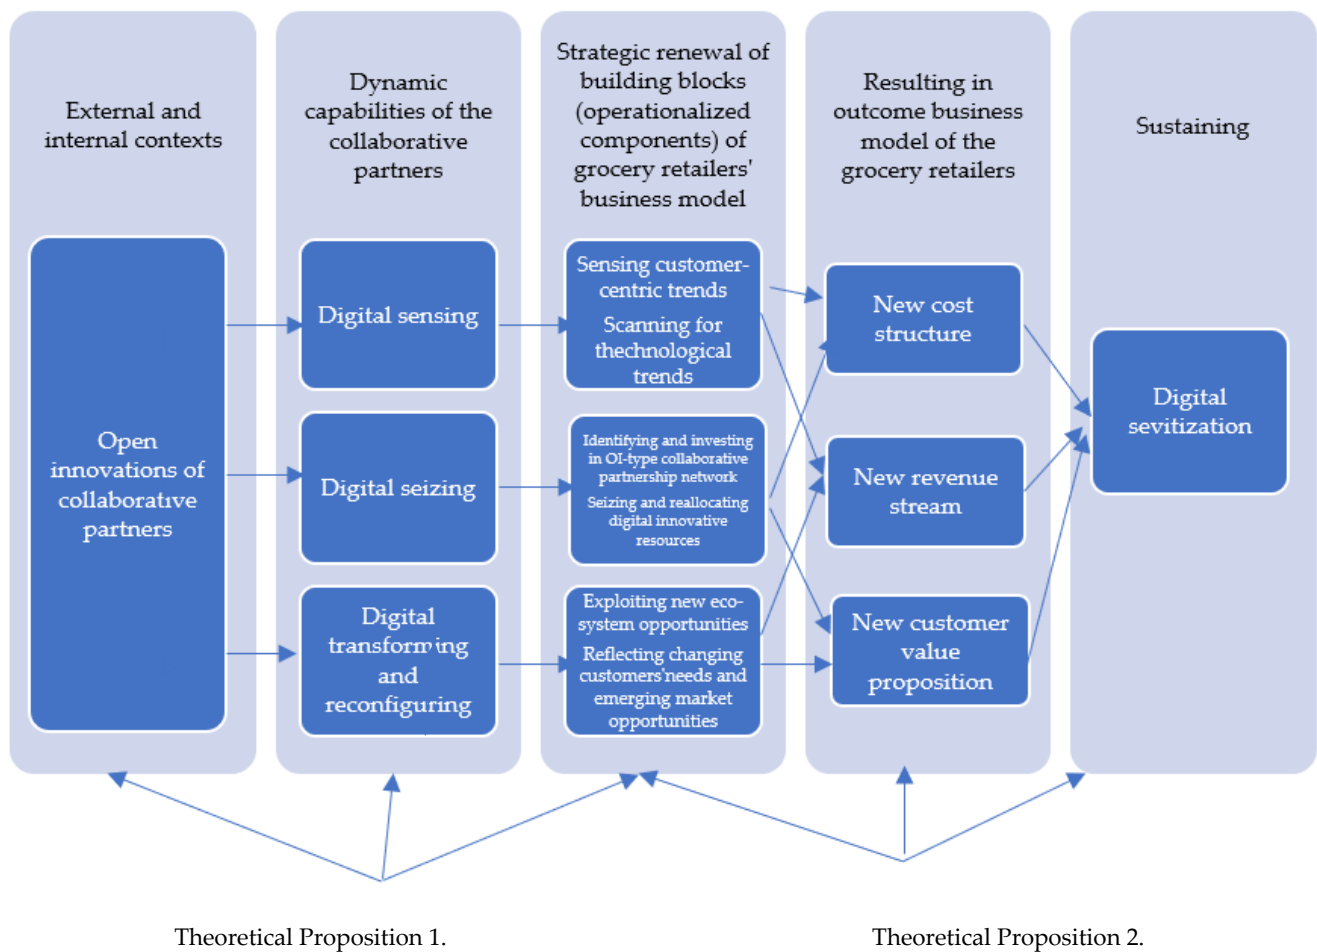 External and
internal contexts
Open
innovations of
collaborative
partners
Dynamic
capabilities of the
collaborative
partners
Digital sensing
Digital seizing
Digital
transforming
and
reconfiguring
Strategic renewal of
building blocks
(operationalized
components) of
grocery retailers'
business model
Sensing customer-
centric trends
Scanning for
thechnological
trends
Identifying and investing
in OI-type collaborative
partnership network
Seizing and reallocating
digital innovative
resources
Exploiting new eco-
system opportunities
Reflecting changing
customers'needs and
emerging market
opportunities
Resulting in
outcome business
model of the
grocery retailers
New cost
structure
New revenue
stream
New customer
value
proposition
Sustaining
Digital
sevitization
Theoretical Proposition 1.
Theoretical Proposition 2.